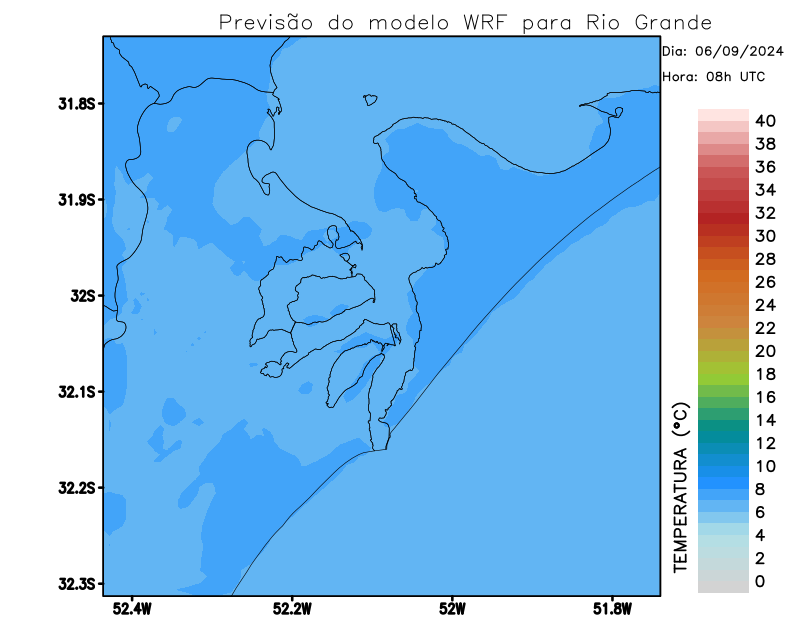 Previsão do modelo WRF para Rio Grande
Dia: 06/09/2024
Hora: 08h UTC
31.8S
31.9S
32S
32.1S
32.2S
32.3S
52.4W
52.2W
52W
51.8W
TEMPERATURA (°C)
40
38
36
34
32
30
28
26
24
22
20
18
16
14
12
10
8
6
4
2
0